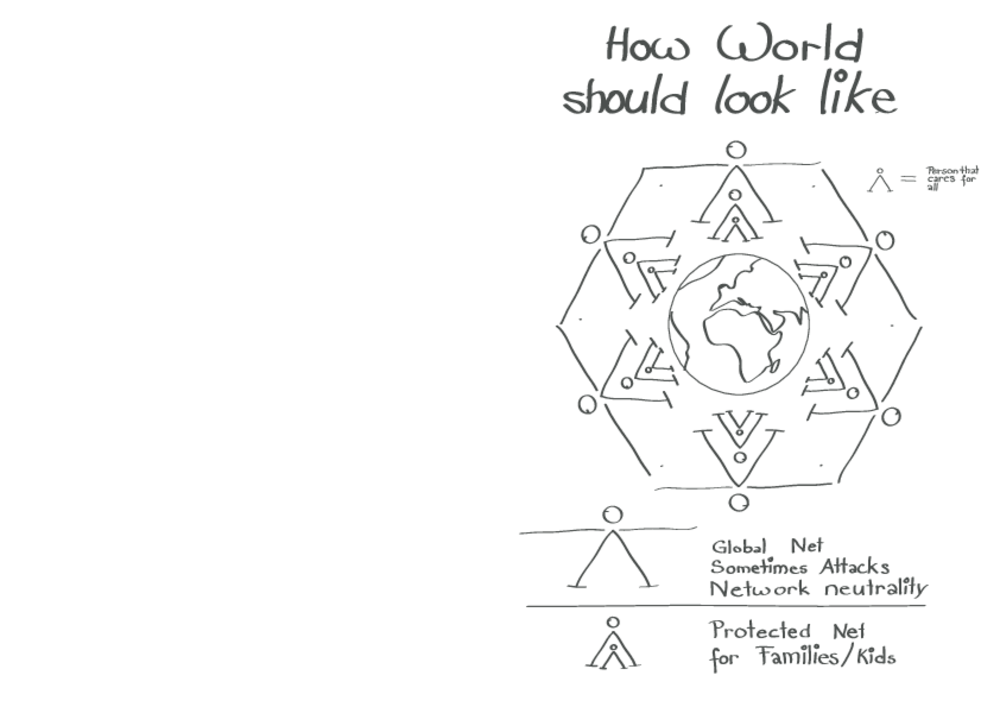 How World
should look like
= Person that
cares for
all
Global Net
Sometimes Attacks
Network neutrality
Protected Net
for Families/Kids